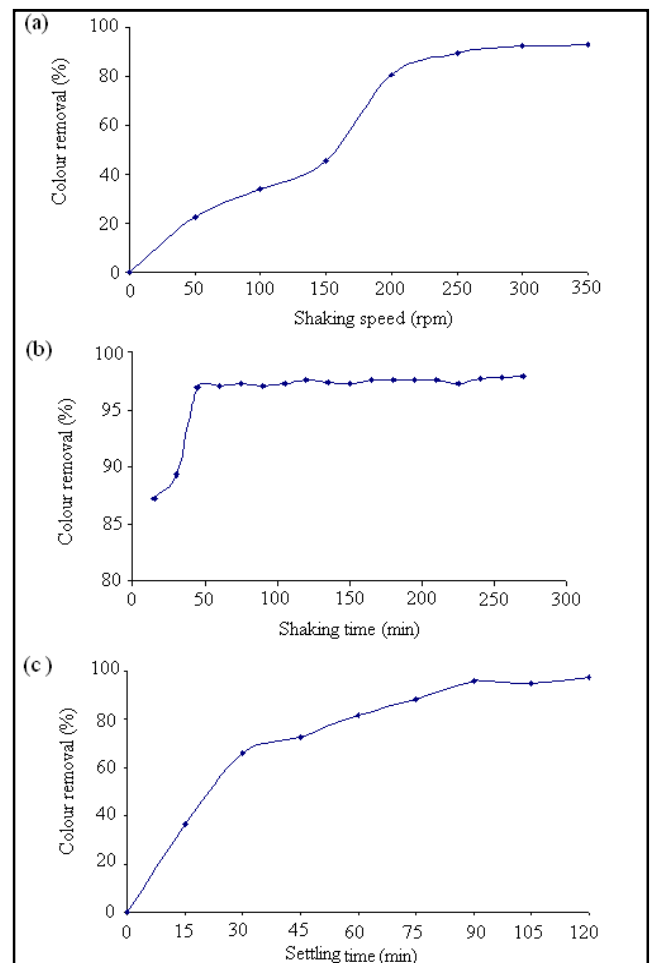 (a)
100
80
60
40
20
0
Colour removal (%)
0 50 100 150 200 250 300 350
Shaking speed (rpm)
(b)
100
95
90
85
80
Colour removal (%)
0 50 100 150 200 250 300
Shaking time (min)
(c)
100
80
60
40
20
0
Colour removal (%)
0 15 30 45 60 75 90 105 120
Settling time (min)